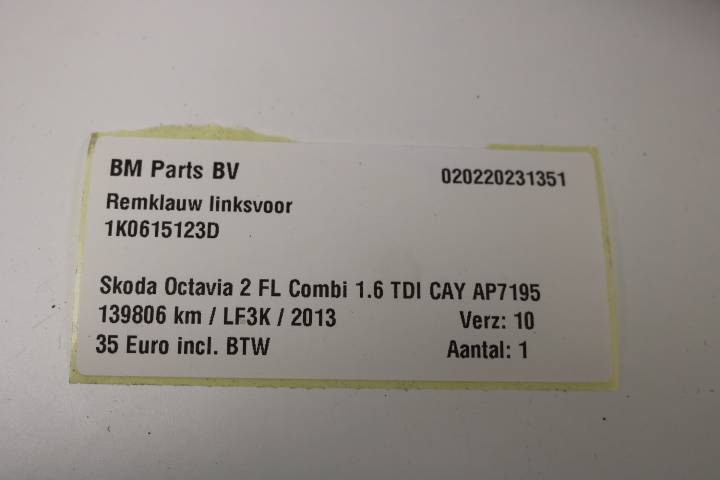 BM Parts BV 020220231351
Remklauw linksvoor
1K0615123D
Skoda Octavia 2 FL Combi 1.6 TDI CAY AP7195
139806 km / LF3K / 2013 Verz: 10
35 Euro incl. BTW Aantal: 1